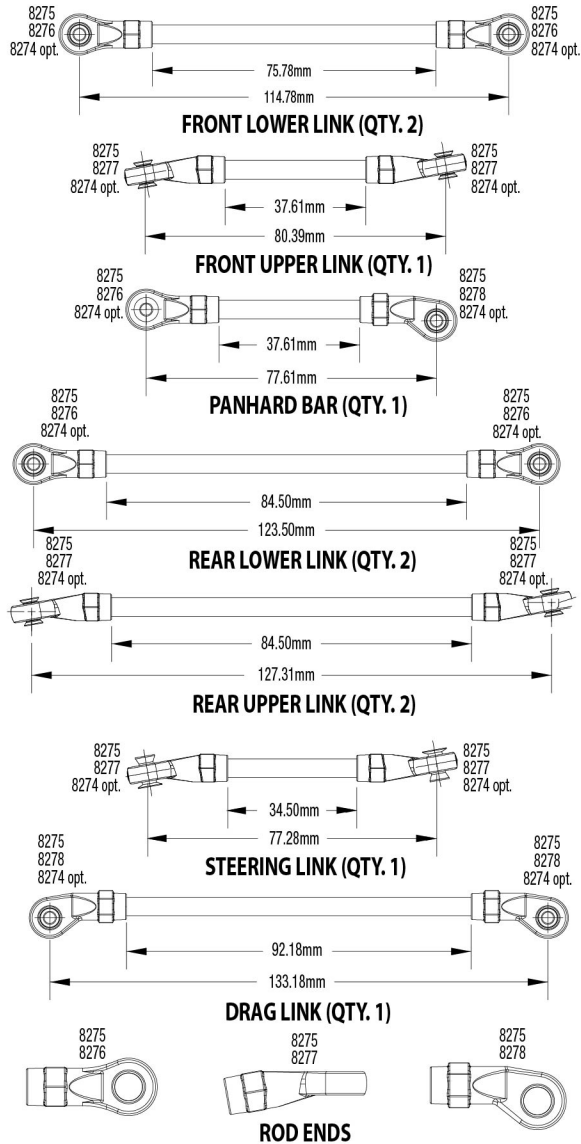 8275
8276
8274 opt.
8275
8276
8274 opt.
75.78mm
114.78mm
FRONT LOWER LINK (QTY. 2)
8275
8277
8274 opt.
8275
8277
8274 opt.
37.61mm
80.39mm
FRONT UPPER LINK (QTY. 1)
8275
8276
8274 opt.
8275
8278
8274 opt.
37.61mm
77.61mm
PANHARD BAR (QTY. 1)
8275
8276
8274 opt.
8275
8276
8274 opt.
84.50mm
123.50mm
REAR LOWER LINK (QTY. 2)
8275
8277
8274 opt.
8275
8277
8274 opt.
84.50mm
127.31mm
REAR UPPER LINK (QTY. 2)
8275
8277
8274 opt.
8275
8277
8274 opt.
34.50mm
77.28mm
STEERING LINK (QTY. 1)
8275
8278
8274 opt.
8275
8278
8274 opt.
92.18mm
133.18mm
DRAG LINK (QTY. 1)
8275
8276
8275
8277
8275
8278
ROD ENDS